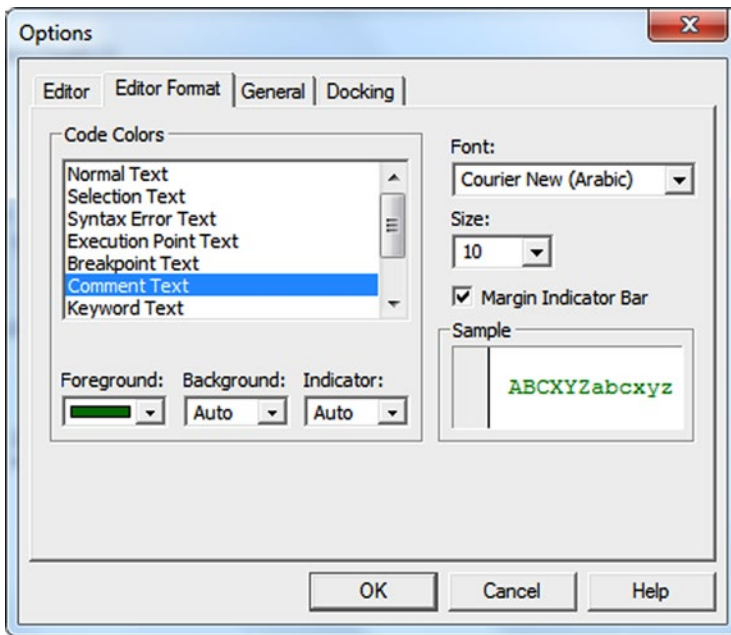 Options
Editor
Editor Format
General
Docking
Code Colors
Normal Text
Selection Text
Syntax Error Text
Execution Point Text
Breakpoint Text
Comment Text
Keyword Text
Foreground:
Background:
Indicator:
Auto
Auto
Font:
Courier New (Arabic)
Size:
10
Margin Indicator Bar
Sample
ABCXYZabcxyz
OK
Cancel
Help